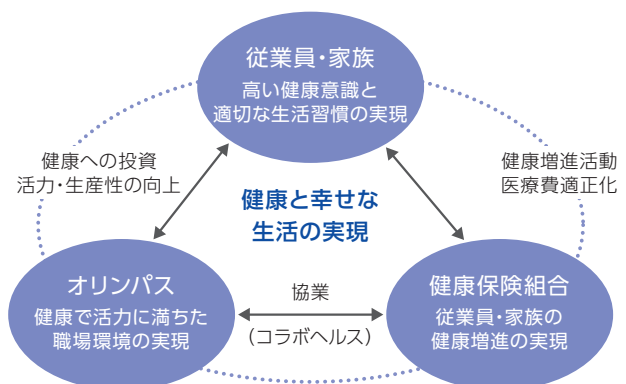 従業員・家族
高い健康意識と
適切な生活習慣の実現
健康への投資
活力・生産性の向上
健康増進活動
医療費適正化
健康と幸せな
生活の実現
オリンパス
健康で活力に満ちた
職場環境の実現
協業
（コラボヘルス）
健康保険組合
従業員・家族の
健康増進の実現